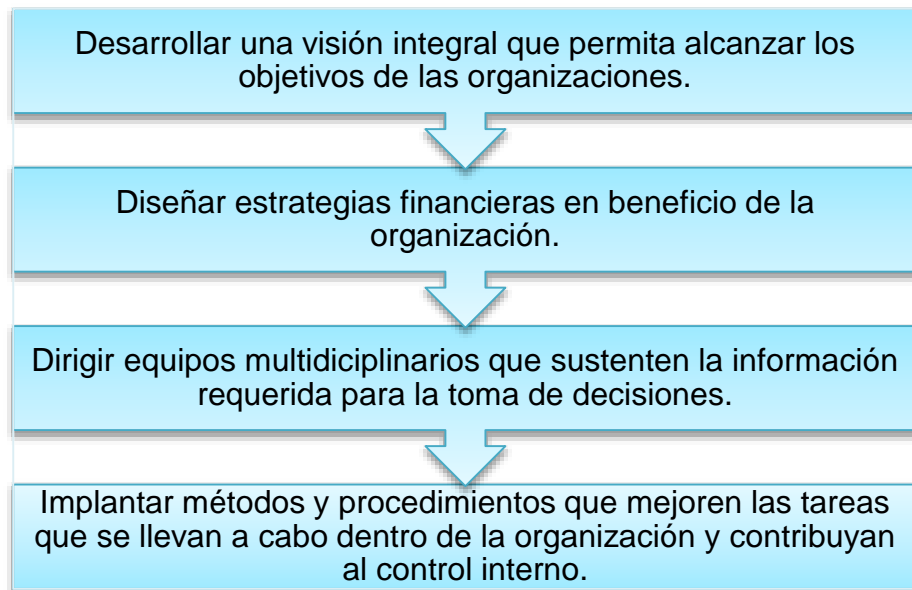 Desarrollar una visión integral que permita alcanzar los
objetivos de las organizaciones.
Diseñar estrategias financieras en beneficio de la
organización.
Dirigir equipos multidiciplinarios que sustenten la información
requerida para la toma de decisiones.
Implantar métodos y procedimientos que mejoren las tareas
que se llevan a cabo dentro de la organización y contribuyan
al control interno.